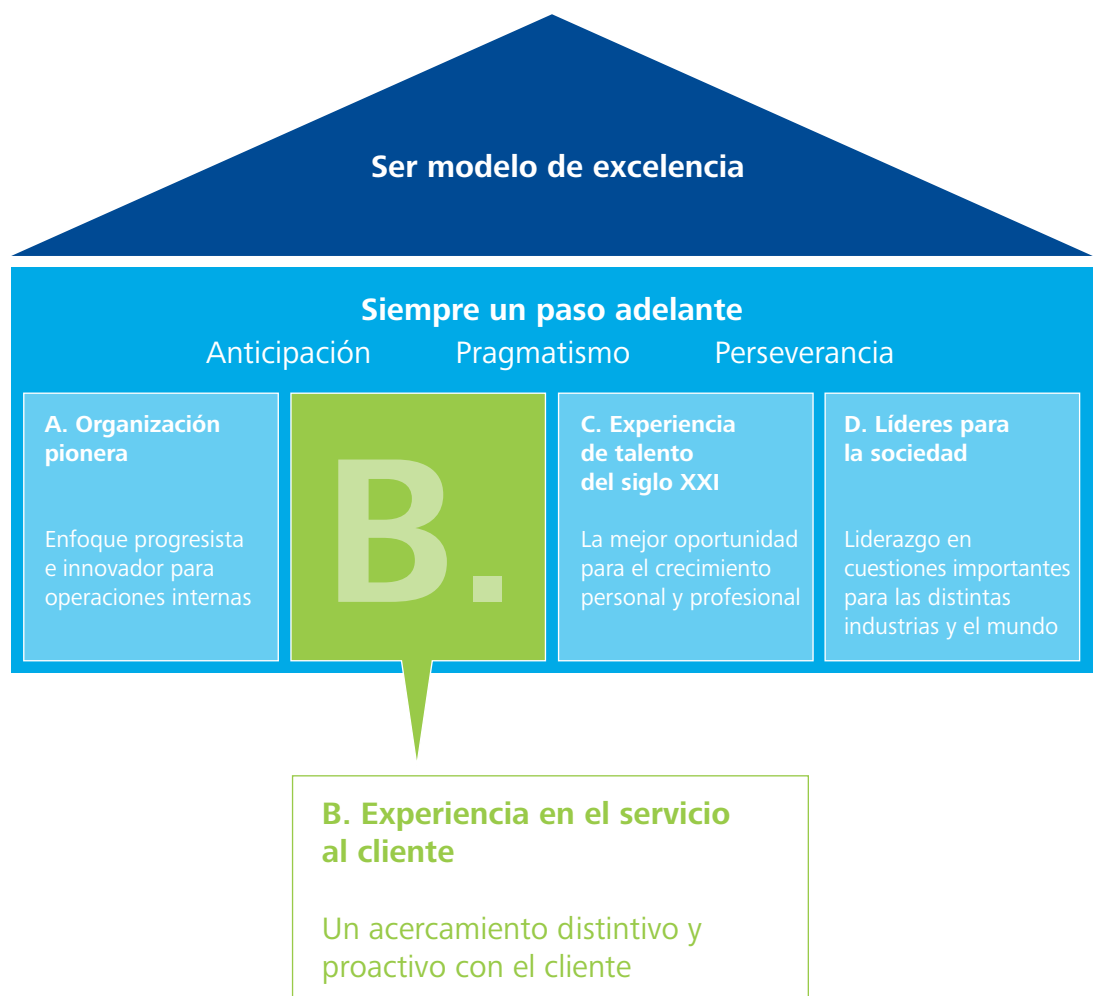 Ser modelo de excelencia
Siempre un paso adelante
Anticipación Pragmatismo Perseverancia
A. Organización
pionera
Enfoque progresista
e innovador para
operaciones internas
B.
C. Experiencia
de talento
del siglo XXI
La mejor oportunidad
para el crecimiento
personal y profesional
D. Líderes para
la sociedad
Liderazgo en
cuestiones importantes
para las distintas
industrias y el mundo
B. Experiencia en el servicio
al cliente
Un acercamiento distintivo y
proactivo con el cliente